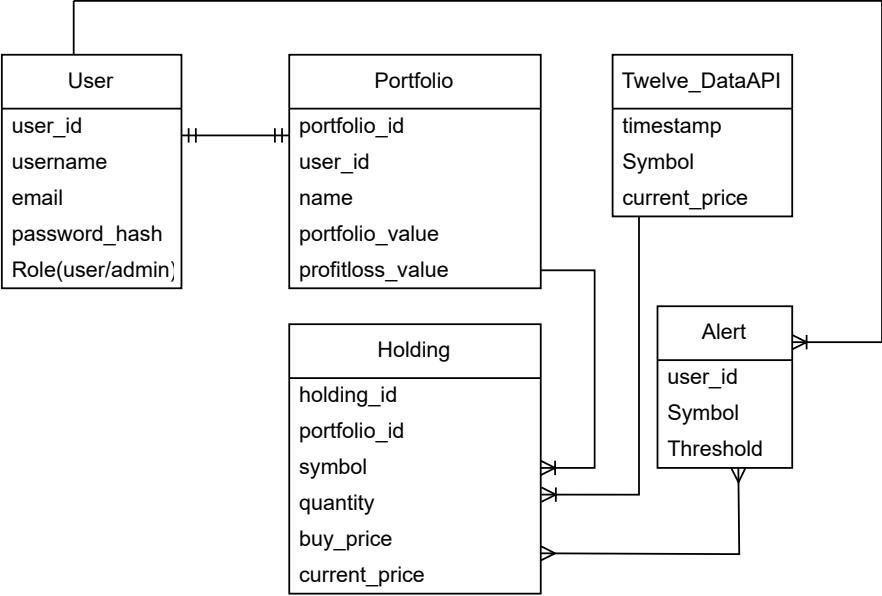 User
user_id
username
email
password_hash
Role(user/admin)
Portfolio
portfolio_id
user_id
name
portfolio_value
profitloss_value
Twelve_DataAPI
timestamp
Symbol
current_price
Holding
holding_id
portfolio_id
symbol
quantity
buy_price
current_price
Alert
user_id
Symbol
Threshold